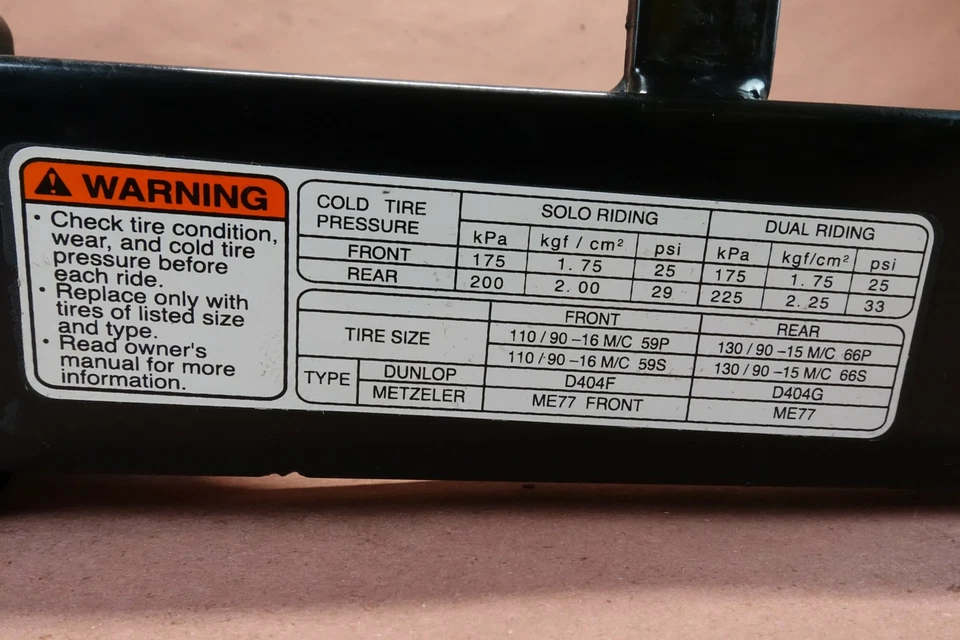 WARNING
• Check tire condition,
wear, and cold tire
pressure before
each ride.
• Replace only with
tires of listed size
and type.
• Read owner's
manual for more
information.
COLD TIRE PRESSURE SOLO RIDING DUAL RIDING
kPa kgf / cm² psi kPa kgf/cm² psi
FRONT 175 1.75 25 175 1.75 25
REAR 200 2.00 29 225 2.25 33
TIRE SIZE FRONT REAR
110 / 90 –16 M/C 59P 130 / 90 –15 M/C 66P
110 / 90 –16 M/C 59S 130 / 90 –15 M/C 66S
TYPE DUNLOP D404F D404G
METZELER ME77 FRONT ME77